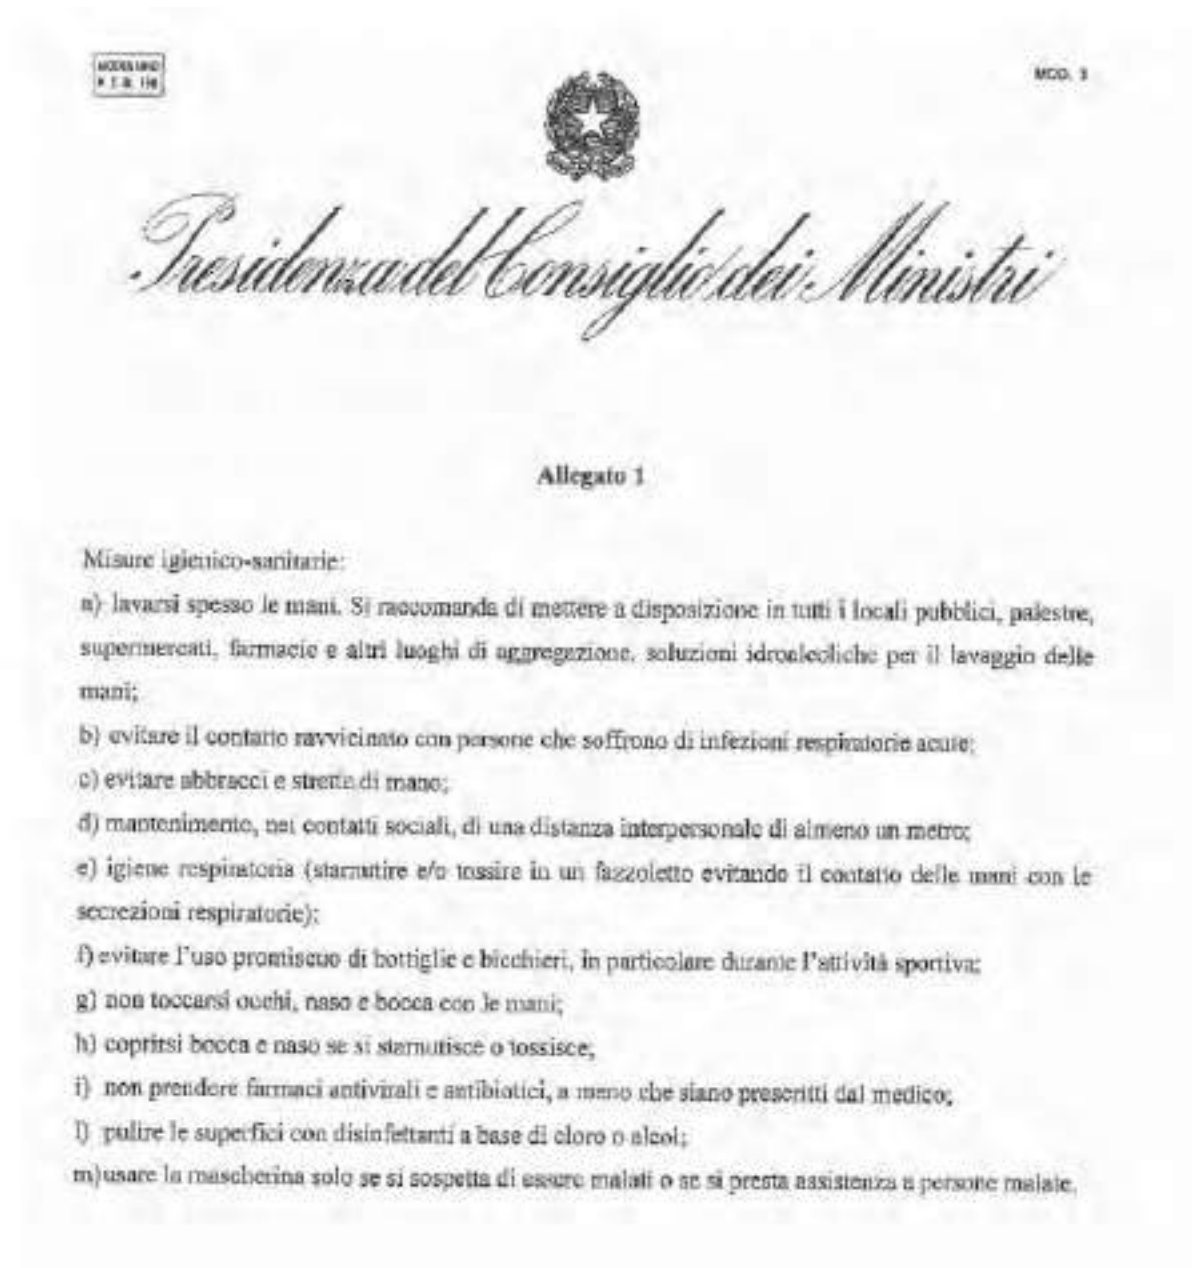 MODULARIO
P. C. M. 198
MOD. 3
Presidenza del Consiglio dei Ministri
Allegato 1
Misure igienico-sanitarie:
a) lavarsi spesso le mani. Si raccomanda di mettere a disposizione in tutti i locali pubblici, palestre,
supermercati, farmacie e altri luoghi di aggregazione, soluzioni idroalcoliche per il lavaggio delle
mani;
b) evitare il contatto ravvicinato con persone che soffrono di infezioni respiratorie acute;
c) evitare abbracci e strette di mano;
d) mantenimento, nei contatti sociali, di una distanza interpersonale di almeno un metro;
e) igiene respiratoria (starnutire e/o tossire in un fazzoletto evitando il contatto delle mani con le
secrezioni respiratorie);
f) evitare l'uso promiscuo di bottiglie e bicchieri, in particolare durante l'attività sportiva;
g) non toccarsi occhi, naso e bocca con le mani;
h) coprirsi bocca e naso se si starnutisce o tossisce;
i) non prendere farmaci antivirali e antibiotici, a meno che siano prescritti dal medico;
l) pulire le superfici con disinfettanti a base di cloro o alcol;
m)usare la mascherina solo se si sospetta di essere malati o se si presta assistenza a persone malate.